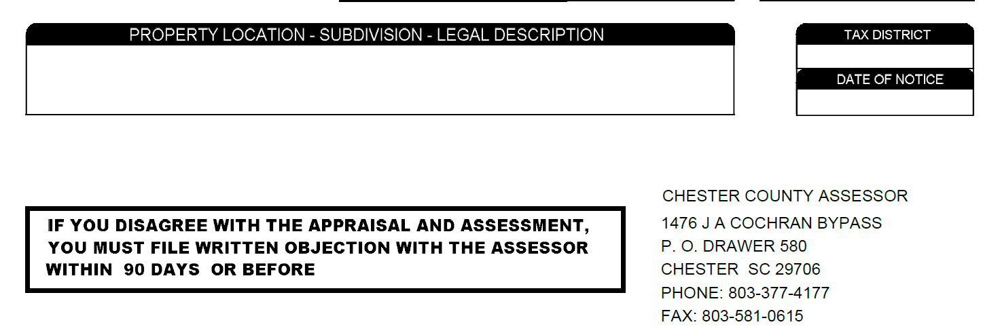 PROPERTY LOCATION - SUBDIVISION - LEGAL DESCRIPTION
TAX DISTRICT
DATE OF NOTICE
IF YOU DISAGREE WITH THE APPRAISAL AND ASSESSMENT,
YOU MUST FILE WRITTEN OBJECTION WITH THE ASSESSOR
WITHIN 90 DAYS OR BEFORE
CHESTER COUNTY ASSESSOR
1476 J A COCHRAN BYPASS
P. O. DRAWER 580
CHESTER SC 29706
PHONE: 803-377-4177
FAX: 803-581-0615